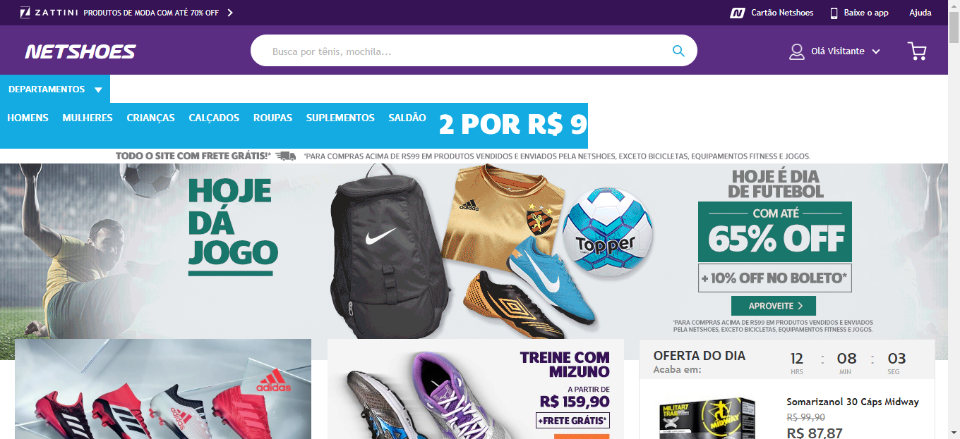 ZATTINI PRODUTOS DE MODA COM ATÉ 70% OFF
Cartão Netshoes
Baixe o app
Ajuda
NETSHOES
Busca por tênis, mochila...
Olá Visitante
DEPARTAMENTOS
HOMENS MULHERES CRIANÇAS CALÇADOS ROUPAS SUPLEMENTOS SALDÃO 2 POR R$ 9
TODO O SITE COM FRETE GRÁTIS!* *PARA COMPRAS ACIMA DE R$99 EM PRODUTOS VENDIDOS E ENVIADOS PELA NETSHOES, EXCETO BICICLETAS, EQUIPAMENTOS FITNESS E JOGOS.
HOJE
DÁ
JOGO
adidas
Topper
HOJE É DIA
DE FUTEBOL
COM ATÉ
65% OFF
+10% OFF NO BOLETO*
APROVEITE
*PARA COMPRAS ACIMA DE R$99 EM PRODUTOS VENDIDOS E ENVIADOS
PELA NETSHOES, EXCETO BICICLETAS, EQUIPAMENTOS FITNESS E JOGOS.
adidas
TREINE COM
MIZUNO
A PARTIR DE
R$ 159,90
+FRETE GRÁTIS*
OFERTA DO DIA
Acaba em:
12 : 08 : 03
HRS MIN SEG
MILITARY
TRAIL
MIDWAY
Somarizanol 30 Cáps Midway
R$ 99,90
R$ 87,87